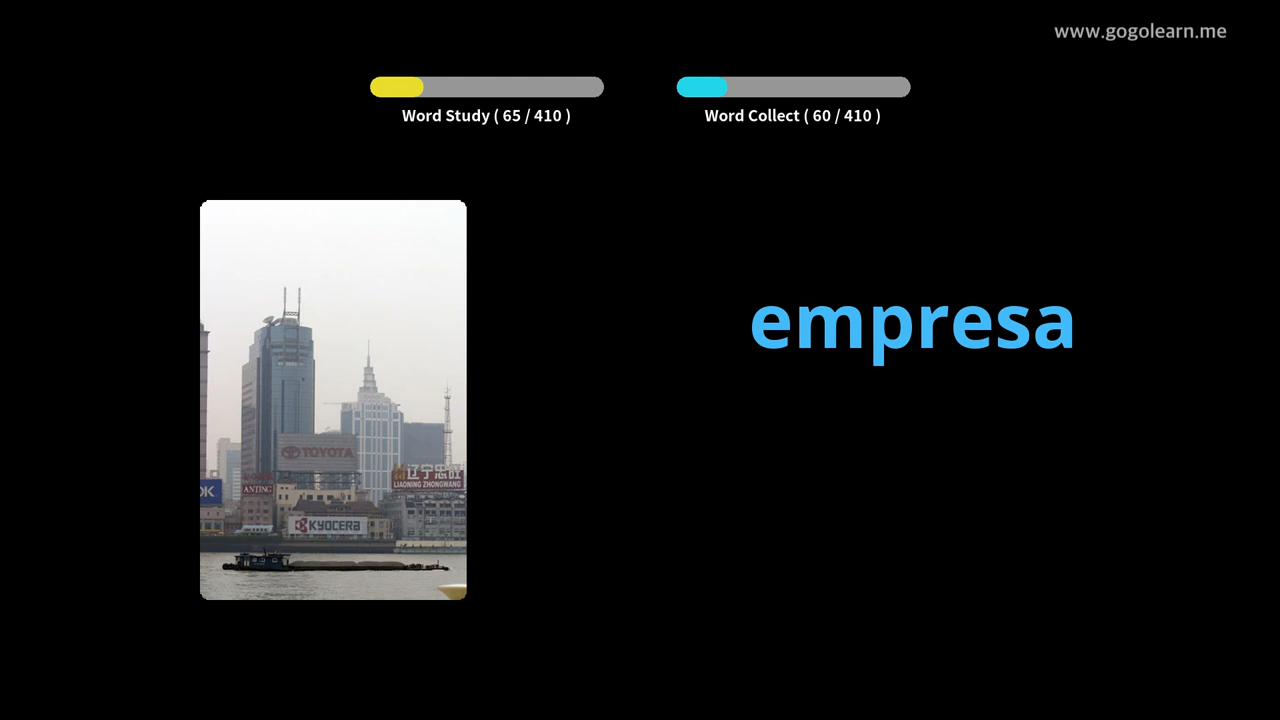 www.gogolearn.me
Word Study ( 65 / 410 )
Word Collect ( 60 / 410 )
empresa
TOYOTA
辽宁忠旺
LIAONING ZHONGWANG
OK
ANTING
KYOCERA